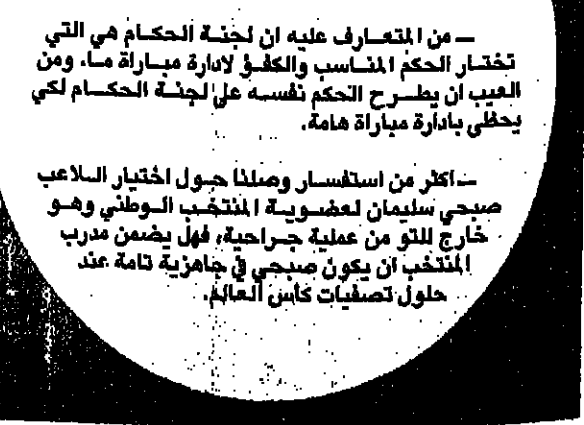 — من المتعارف عليه ان لجنة الحكام هي التي
تختار الحكم المناسب والكفؤ لادارة مباراة ما، ومن
العيب ان يطرح الحكم نفسه على لجنة الحكام لكي
يحظى بادارة مباراة هامة.
— اكثر من استفسار وصلنا حول اختيار اللاعب
صبحي سليمان لعضوية المنتخب الوطني وهو
خارج للتو من عملية جراحية، فهل يضمن مدرب
المنتخب ان يكون صبحي في جاهزية تامة عند
حلول تصفيات كأس العالم.